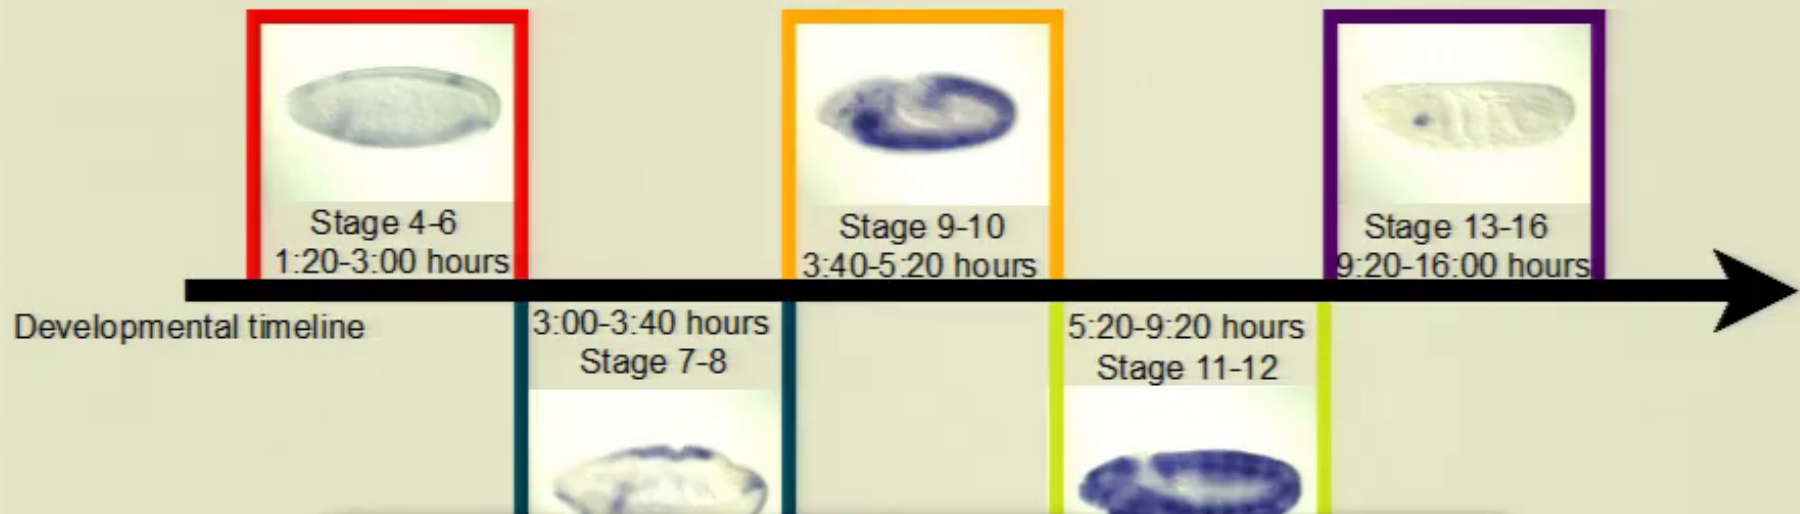 Stage 4-6
1:20-3:00 hours
Stage 9-10
3:40-5:20 hours
Stage 13-16
9:20-16:00 hours
Developmental timeline
3:00-3:40 hours
Stage 7-8
5:20-9:20 hours
Stage 11-12